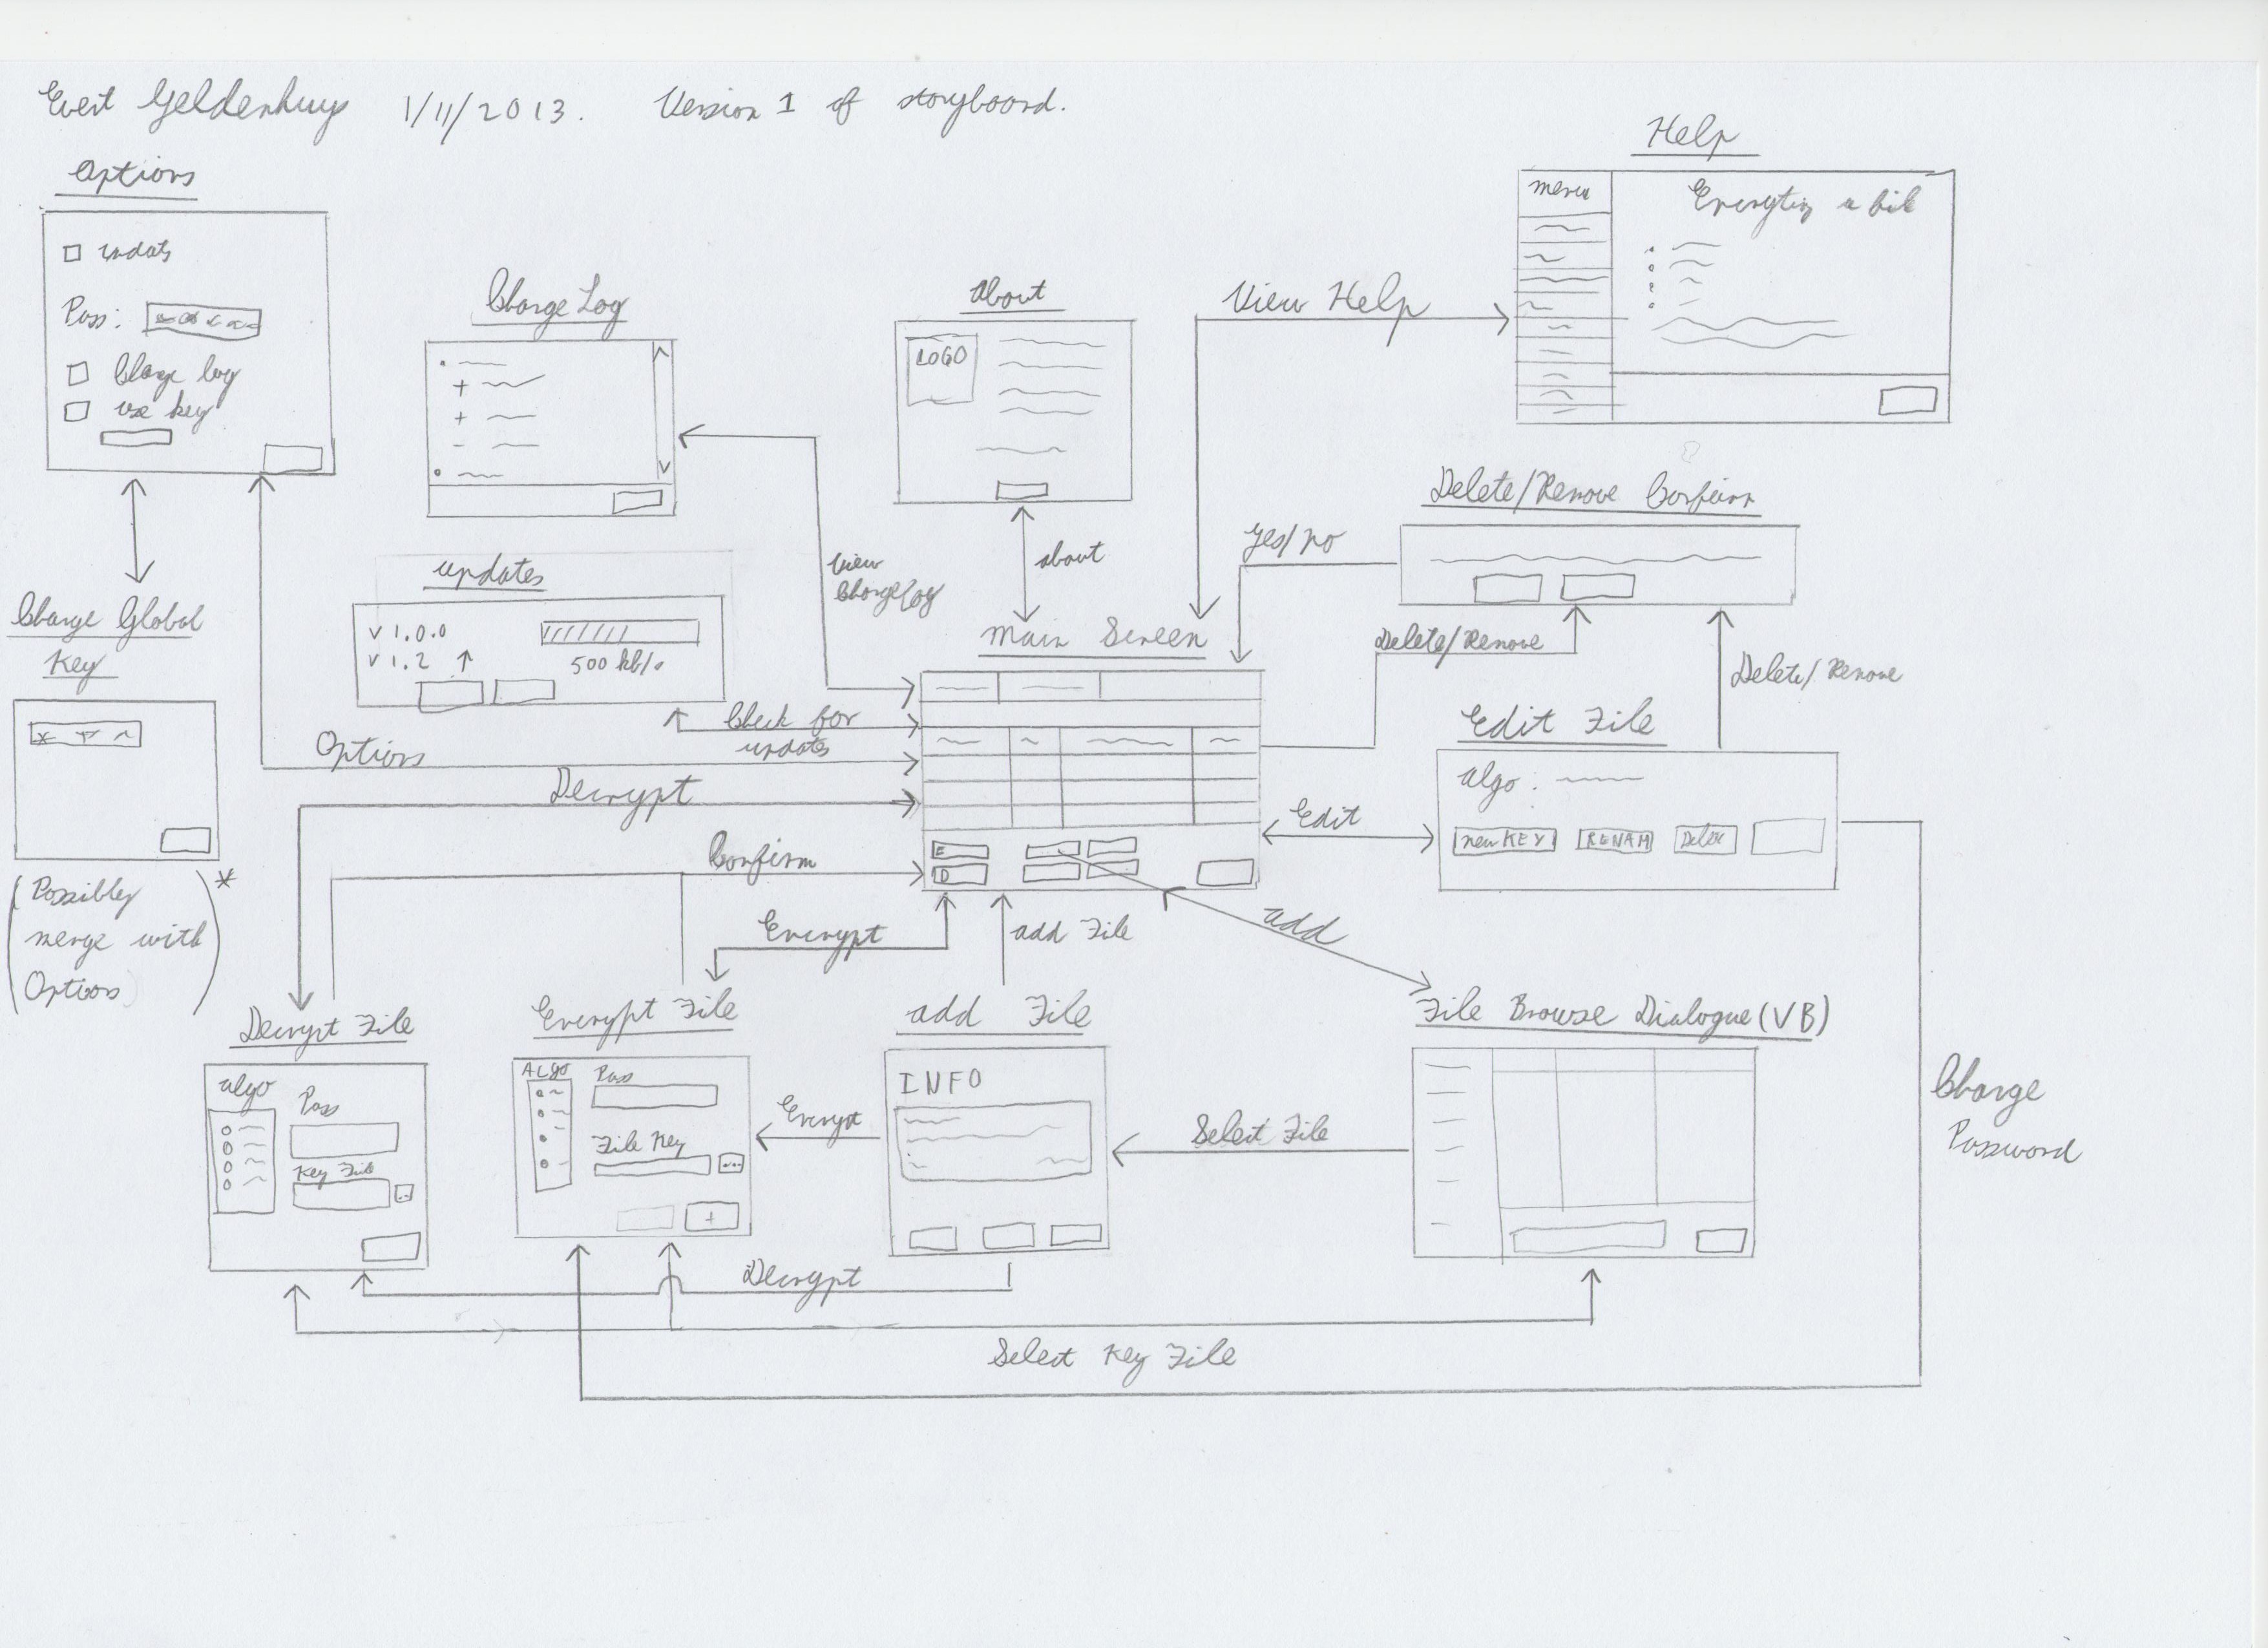 Evert Geldenhuys 1/11/2013. Version 1 of storyboard.
Help
menu
Encrypting a file
Options
updats
Pass:
Change log
use key
Change Log
About
LOGO
View Help
Delete/Remove Confirm
Yes/No
view
Change Log
about
updates
v 1.0.0
v 1.2
500 kb/s
Change Global
Key
(Possibley
merge with
Options)*
Main Screen
E
D
Delete/Remove
Delete/Remove
Check for
updates
Options
Decrypt
Confirm
Edit
Edit File
algo:
new KEY
RENAM
Delete
Encrypt
add File
add
Decrypt File
algo
Pass
Key File
Encrypt File
ALgo
Pass
File Key
+
Encrypt
add File
INFO
Select File
File Browse Dialogue (VB)
Change
Password
Decrypt
Select Key File